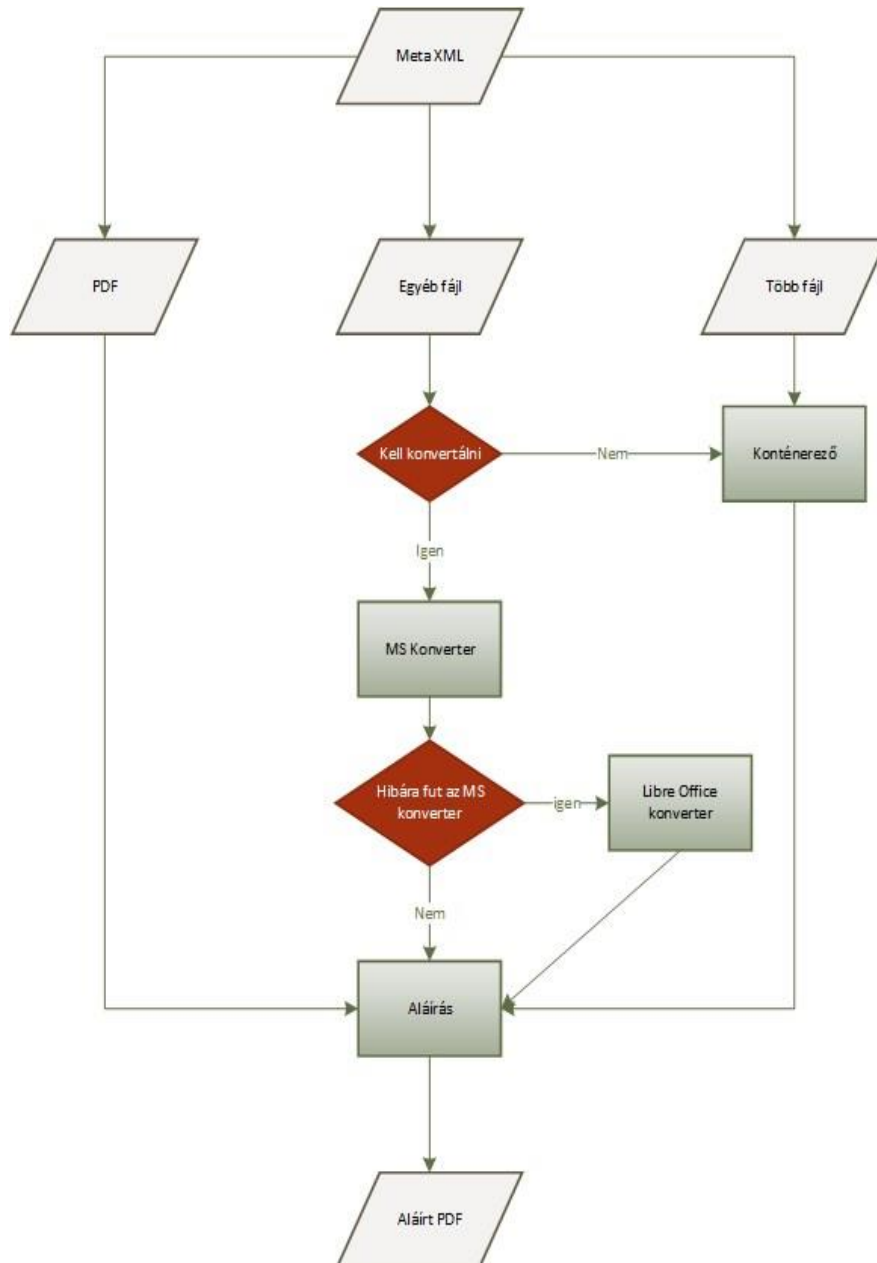 Meta XML
PDF
Egyéb fájl
Több fájl
Kell konvertálni
Nem
Konténerező
Igen
MS Konverter
Hibára fut az MS
konverter
igen
Libre Office
konverter
Nem
Aláírás
Aláírt PDF